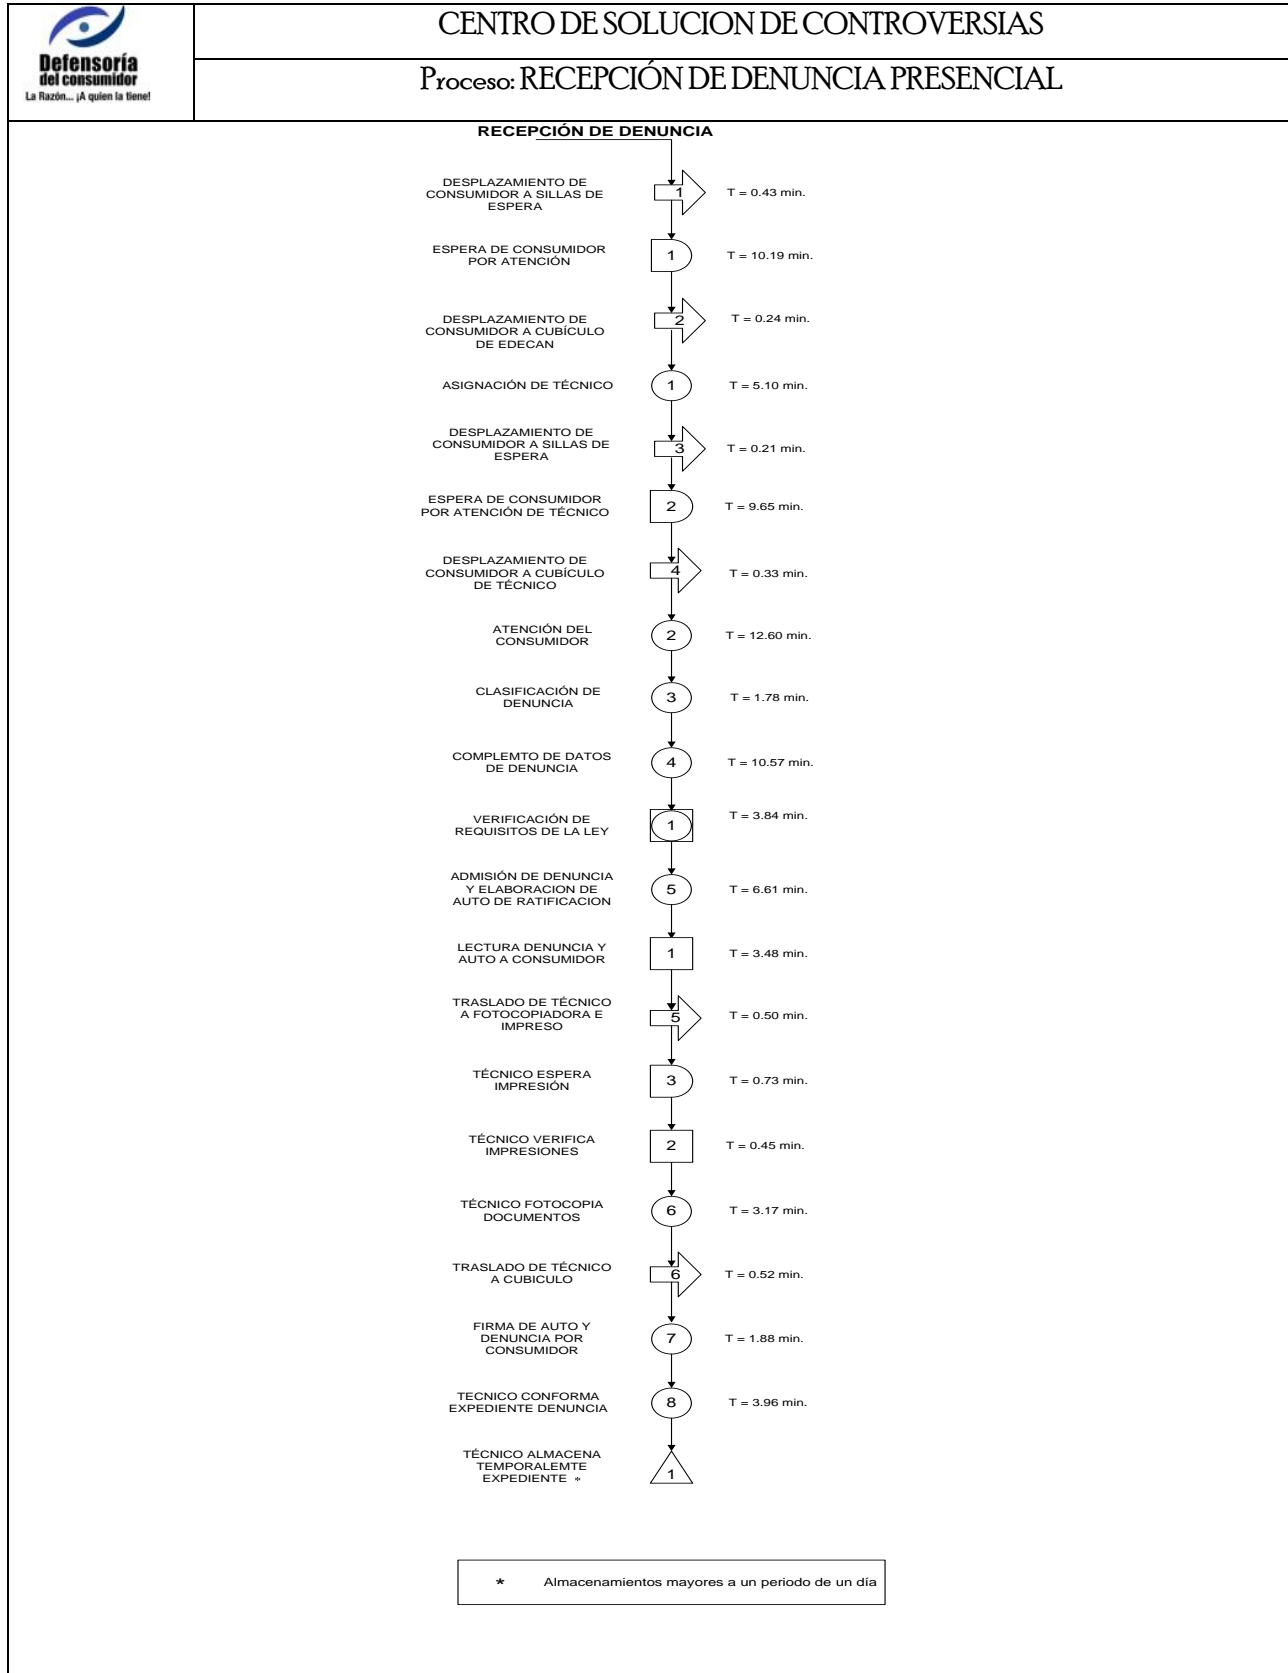 Defensoría
del consumidor
La Razón... ¡A quien la tiene!
CENTRO DE SOLUCION DE CONTROVERSIAS
Proceso: RECEPCIÓN DE DENUNCIA PRESENCIAL
RECEPCIÓN DE DENUNCIA
DESPLAZAMIENTO DE
CONSUMIDOR A SILLAS DE
ESPERA
1
T = 0.43 min.
ESPERA DE CONSUMIDOR
POR ATENCIÓN
1
T = 10.19 min.
DESPLAZAMIENTO DE
CONSUMIDOR A CUBÍCULO
DE EDECAN
2
T = 0.24 min.
ASIGNACIÓN DE TÉCNICO
1
T = 5.10 min.
DESPLAZAMIENTO DE
CONSUMIDOR A SILLAS DE
ESPERA
3
T = 0.21 min.
ESPERA DE CONSUMIDOR
POR ATENCIÓN DE TÉCNICO
2
T = 9.65 min.
DESPLAZAMIENTO DE
CONSUMIDOR A CUBÍCULO
DE TÉCNICO
4
T = 0.33 min.
ATENCIÓN DEL
CONSUMIDOR
2
T = 12.60 min.
CLASIFICACIÓN DE
DENUNCIA
3
T = 1.78 min.
COMPLEMTO DE DATOS
DE DENUNCIA
4
T = 10.57 min.
VERIFICACIÓN DE
REQUISITOS DE LA LEY
1
T = 3.84 min.
ADMISIÓN DE DENUNCIA
Y ELABORACION DE
AUTO DE RATIFICACION
5
T = 6.61 min.
LECTURA DENUNCIA Y
AUTO A CONSUMIDOR
1
T = 3.48 min.
TRASLADO DE TÉCNICO
A FOTOCOPIADORA E
IMPRESO
5
T = 0.50 min.
TÉCNICO ESPERA
IMPRESIÓN
3
T = 0.73 min.
TÉCNICO VERIFICA
IMPRESIONES
2
T = 0.45 min.
TÉCNICO FOTOCOPIA
DOCUMENTOS
6
T = 3.17 min.
TRASLADO DE TÉCNICO
A CUBICULO
6
T = 0.52 min.
FIRMA DE AUTO Y
DENUNCIA POR
CONSUMIDOR
7
T = 1.88 min.
TECNICO CONFORMA
EXPEDIENTE DENUNCIA
8
T = 3.96 min.
TÉCNICO ALMACENA
TEMPORALEMTE
EXPEDIENTE *
1
* Almacenamientos mayores a un periodo de un día